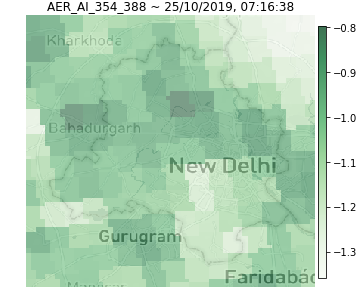 AER_AI_354_388 ~ 25/10/2019, 07:16:38
Kharkhoda
−0.8
−0.9
Bahadurgarh
−1.0
New Delhi
−1.1
Gurugram
−1.2
Faridabad
−1.3